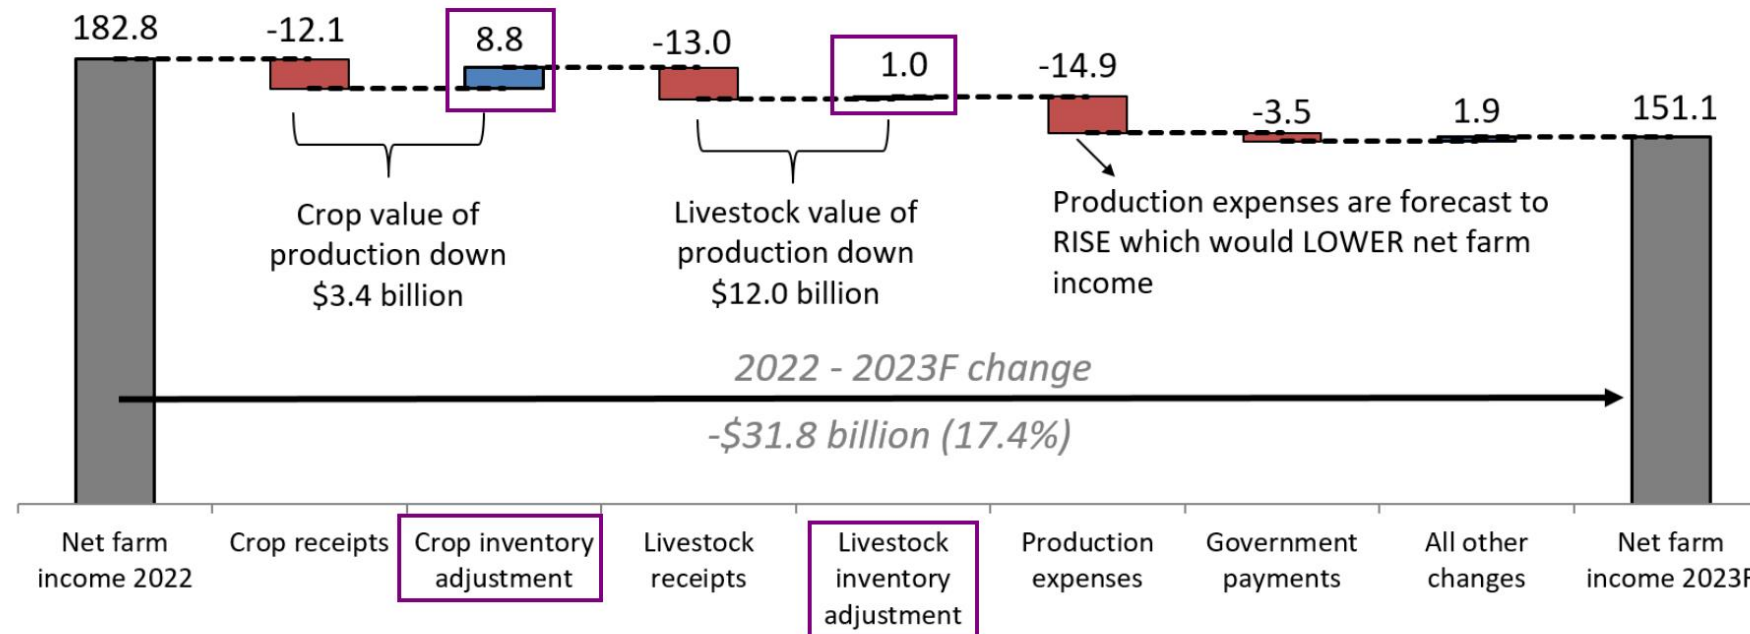 182.8
-12.1
8.8
-13.0
1.0
-14.9
-3.5
1.9
151.1
Crop value of
production down
$3.4 billion
Livestock value of
production down
$12.0 billion
Production expenses are forecast to
RISE which would LOWER net farm
income
2022 - 2023F change
-$31.8 billion (17.4%)
Net farm
income 2022
Crop receipts
Crop inventory
adjustment
Livestock
receipts
Livestock
inventory
adjustment
Production
expenses
Government
payments
All other
changes
Net farm
income 2023F